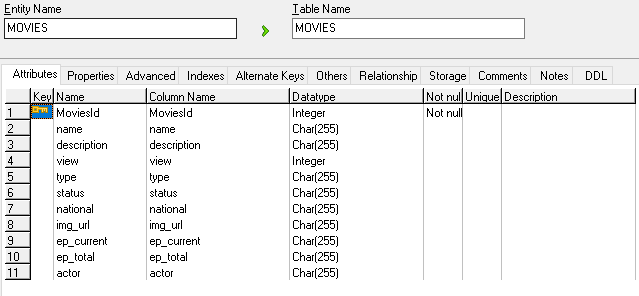 Entity Name Table Name
MOVIES MOVIES
Attributes Properties Advanced Indexes Alternate Keys Others Relationship Storage Comments Notes DDL
Key Name Column Name Datatype Not nul Unique Description
1 MoviesId MoviesId Integer Not null
2 name name Char(255)
3 description description Char(255)
4 view view Integer
5 type type Char(255)
6 status status Char(255)
7 national national Char(255)
8 img_url img_url Char(255)
9 ep_current ep_current Char(255)
10 ep_total ep_total Char(255)
11 actor actor Char(255)